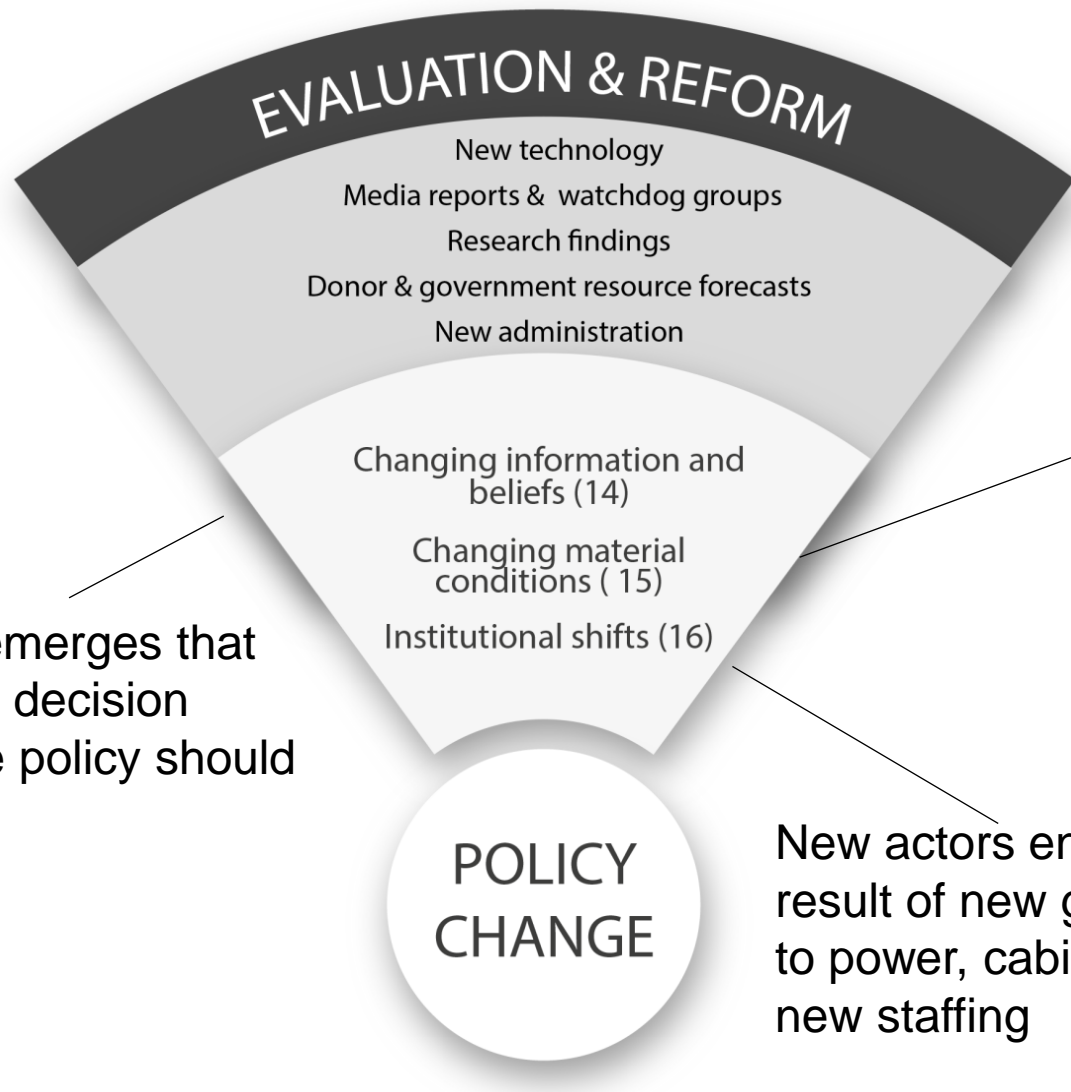 EVALUATION & REFORM
New technology
Media reports & watchdog groups
Research findings
Donor & government resource forecasts
New administration
Changing information and
beliefs (14)
Changing material
conditions ( 15)
Institutional shifts (16)
emerges that
decision
policy should
POLICY
CHANGE
New actors
result of new
to power,
new staffing